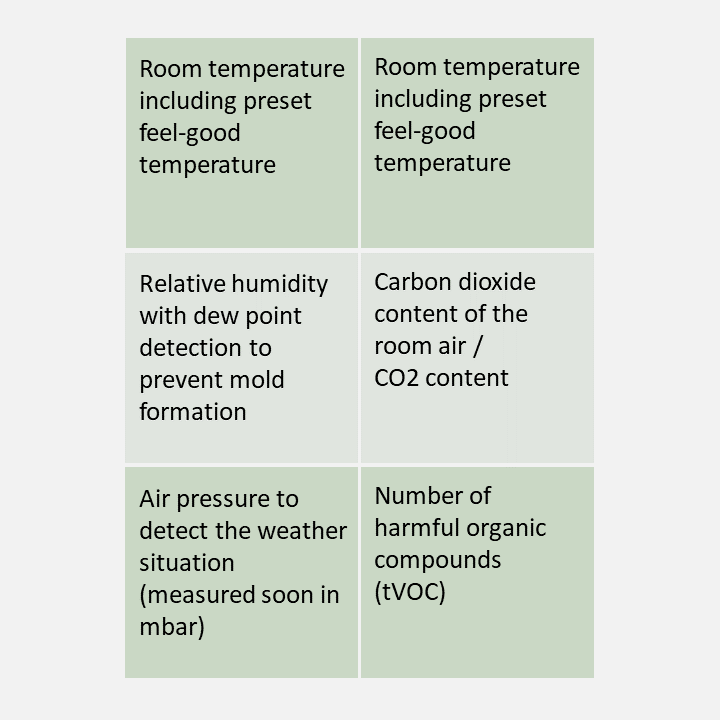 Room temperature
including preset
feel-good
temperature
Room temperature
including preset
feel-good
temperature
Relative humidity
with dew point
detection to
prevent mold
formation
Carbon dioxide
content of the
room air /
CO2 content
Air pressure to
detect the weather
situation
(measured soon in
mbar)
Number of
harmful organic
compounds
(tVOC)